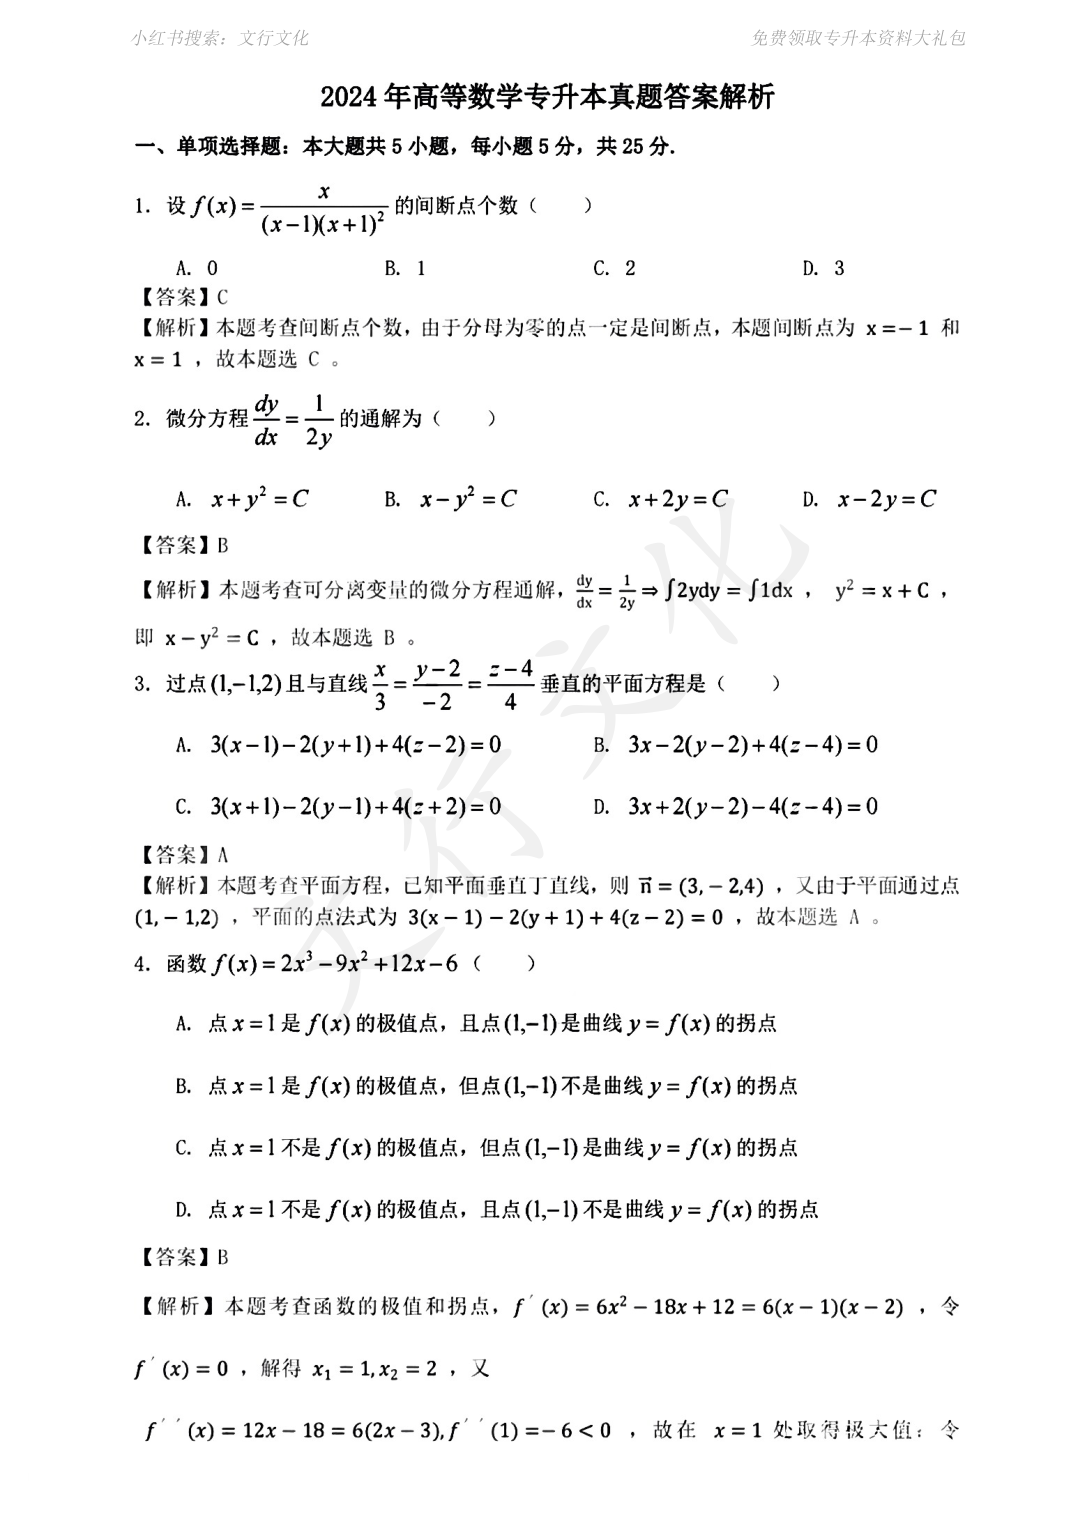 小红书搜索：文行文化 免费领取专升本资料大礼包
2024 年高等数学专升本真题答案解析
一、单项选择题：本大题共 5 小题，每小题 5 分，共 25 分.
1. 设 f(x) = x / ((x−1)(x+1)²) 的间断点个数（ ）
A. 0 B. 1 C. 2 D. 3
【答案】C
【解析】本题考查间断点个数，由于分母为零的点一定是间断点，本题间断点为 x =− 1 和
x = 1 ，故本题选 C 。
2. 微分方程 dy/dx = 1/2y 的通解为（ ）
A. x + y² = C B. x − y² = C C. x + 2y = C D. x − 2y = C
【答案】B
【解析】本题考查可分离变量的微分方程通解，dy/dx = 1/2y ⇒ ∫2ydy = ∫1dx ， y² = x + C ，
即 x − y² = C ，故本题选 B 。
3. 过点 (1,−1,2) 且与直线 x/3 = (y−2)/−2 = (z−4)/4 垂直的平面方程是（ ）
A. 3(x−1)−2(y+1)+4(z−2)=0 B. 3x−2(y−2)+4(z−4)=0
C. 3(x+1)−2(y−1)+4(z+2)=0 D. 3x+2(y−2)−4(z−4)=0
【答案】A
【解析】本题考查平面方程，已知平面垂直于直线，则 n⃗ = (3, − 2,4) ，又由于平面通过点
(1, − 1,2) ，平面的点法式为 3(x − 1) − 2(y + 1) + 4(z − 2) = 0 ，故本题选 A 。
4. 函数 f(x) = 2x³ − 9x² + 12x − 6（ ）
A. 点 x = 1 是 f(x) 的极值点，且点 (1,−1) 是曲线 y = f(x) 的拐点
B. 点 x = 1 是 f(x) 的极值点，但点 (1,−1) 不是曲线 y = f(x) 的拐点
C. 点 x = 1 不是 f(x) 的极值点，但点 (1,−1) 是曲线 y = f(x) 的拐点
D. 点 x = 1 不是 f(x) 的极值点，且点 (1,−1) 不是曲线 y = f(x) 的拐点
【答案】B
【解析】本题考查函数的极值和拐点，f′(x) = 6x² − 18x + 12 = 6(x − 1)(x − 2) ，令
f′(x) = 0 ，解得 x₁ = 1, x₂ = 2 ，又
f′′(x) = 12x − 18 = 6(2x − 3), f′′(1) =− 6 < 0 ，故在 x = 1 处取得极大值；令
文行文化